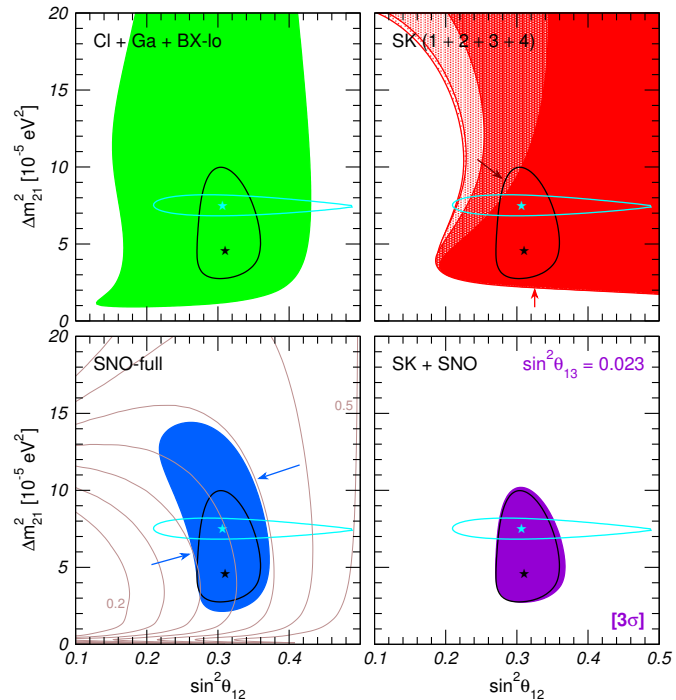 Cl + Ga + BX-lo
SK (1 + 2 + 3 + 4)
20
15
10
5
0
Δm²₂₁ [10⁻⁵ eV²]
SNO-full
0.5
0.2
SK + SNO
sin²θ₁₃ = 0.023
[3σ]
20
15
10
5
0
Δm²₂₁ [10⁻⁵ eV²]
0.1
0.2
0.3
0.4
0.1
0.2
0.3
0.4
0.5
sin²θ₁₂
sin²θ₁₂